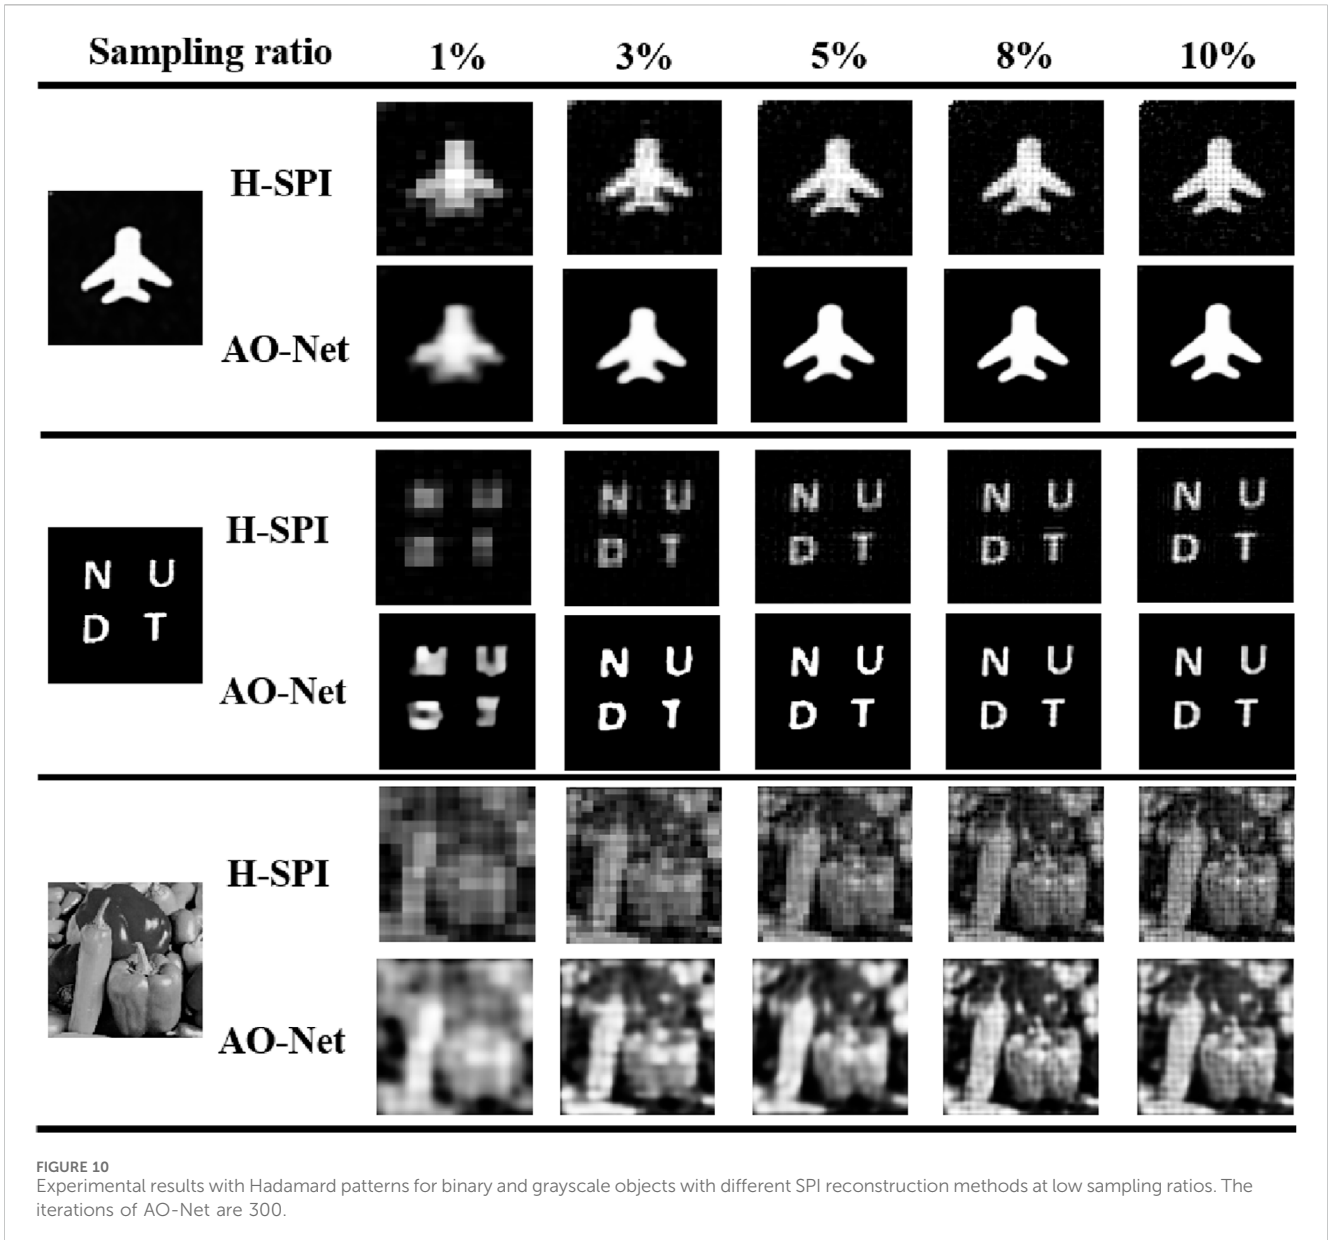 Sampling ratio 1% 3% 5% 8% 10%
H-SPI
AO-Net
N U
D T
H-SPI
N U N U N U N U
D T D T D T D T
AO-Net
N U N U N U N U N U
D T D T D T D T
H-SPI
AO-Net
FIGURE 10
Experimental results with Hadamard patterns for binary and grayscale objects with different SPI reconstruction methods at low sampling ratios. The
iterations of AO-Net are 300.